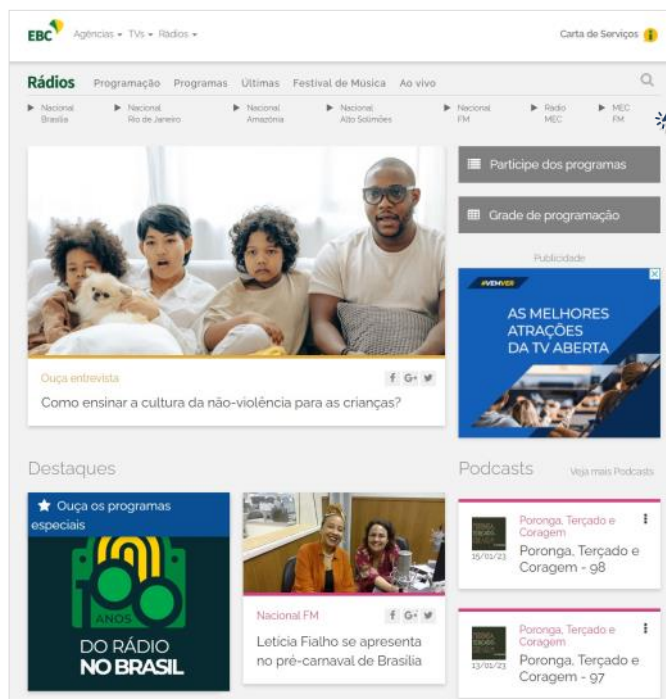 EBC Agências TVs Rádios Carta de Serviços
Rádios Programação Programas Últimas Festival de Música Ao vivo
Nacional Brasília
Nacional Rio de Janeiro
Nacional Amazônia
Nacional Alto Solimões
Nacional FM
Rádio MEC
MEC FM
Participe dos programas
Grade de programação
Publicidade
#VEMVER
AS MELHORES
ATRAÇÕES
DA TV ABERTA
Ouça entrevista
Como ensinar a cultura da não-violência para as crianças?
Destaques
Ouça os programas
especiais
100
ANOS
DO RÁDIO
NO BRASIL
Nacional FM
Letícia Fialho se apresenta
no pré-carnaval de Brasília
Podcasts Veja mais Podcasts
Poronga, Terçado e
Coragem
Poronga, Terçado e
Coragem - 98
15/01/23
Poronga, Terçado e
Coragem
Poronga, Terçado e
Coragem - 97
13/01/23